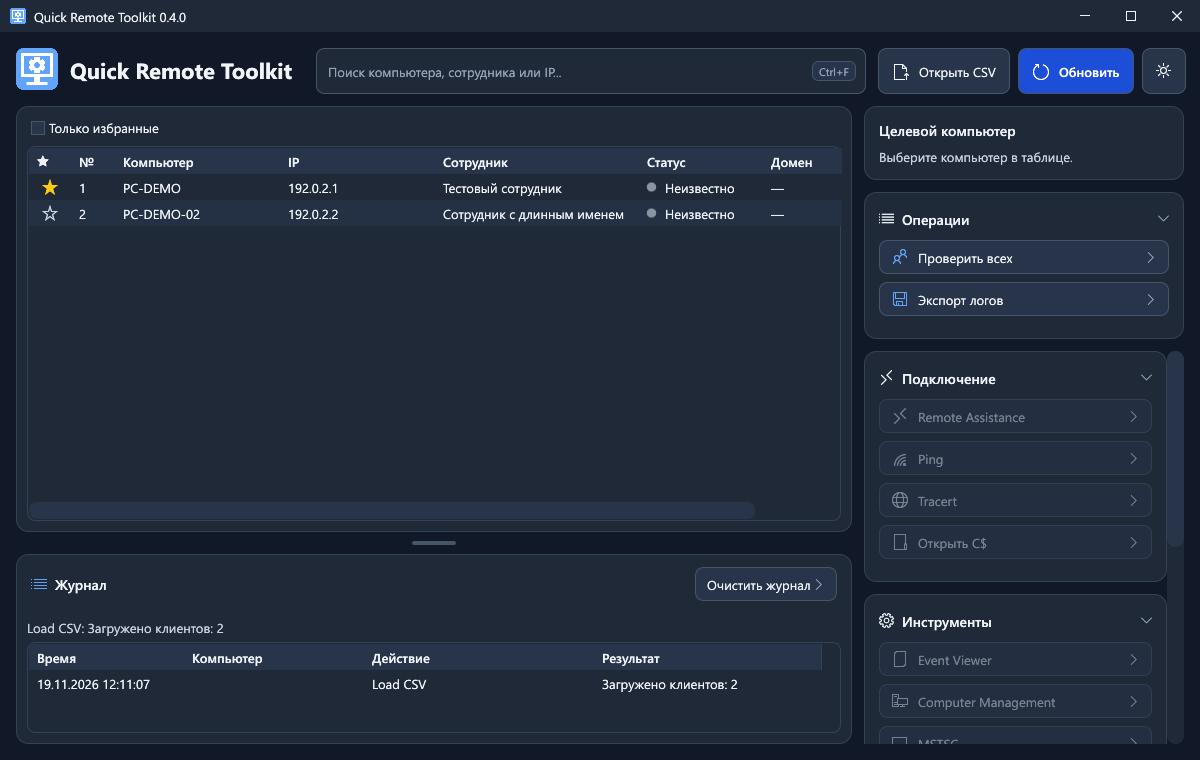 Quick Remote Toolkit 0.4.0
Quick Remote Toolkit
Поиск компьютера, сотрудника или IP...
Ctrl+F
Открыть CSV
Обновить
Только избранные
№ Компьютер IP Сотрудник Статус Домен
1 PC-DEMO 192.0.2.1 Тестовый сотрудник Неизвестно —
2 PC-DEMO-02 192.0.2.2 Сотрудник с длинным именем Неизвестно —
Целевой компьютер
Выберите компьютер в таблице.
Операции
Проверить всех
Экспорт логов
Подключение
Remote Assistance
Ping
Tracert
Открыть C$
Инструменты
Event Viewer
Computer Management
MSTSC
Журнал
Очистить журнал
Load CSV: Загружено клиентов: 2
Время Компьютер Действие Результат
19.11.2026 12:11:07 Load CSV Загружено клиентов: 2